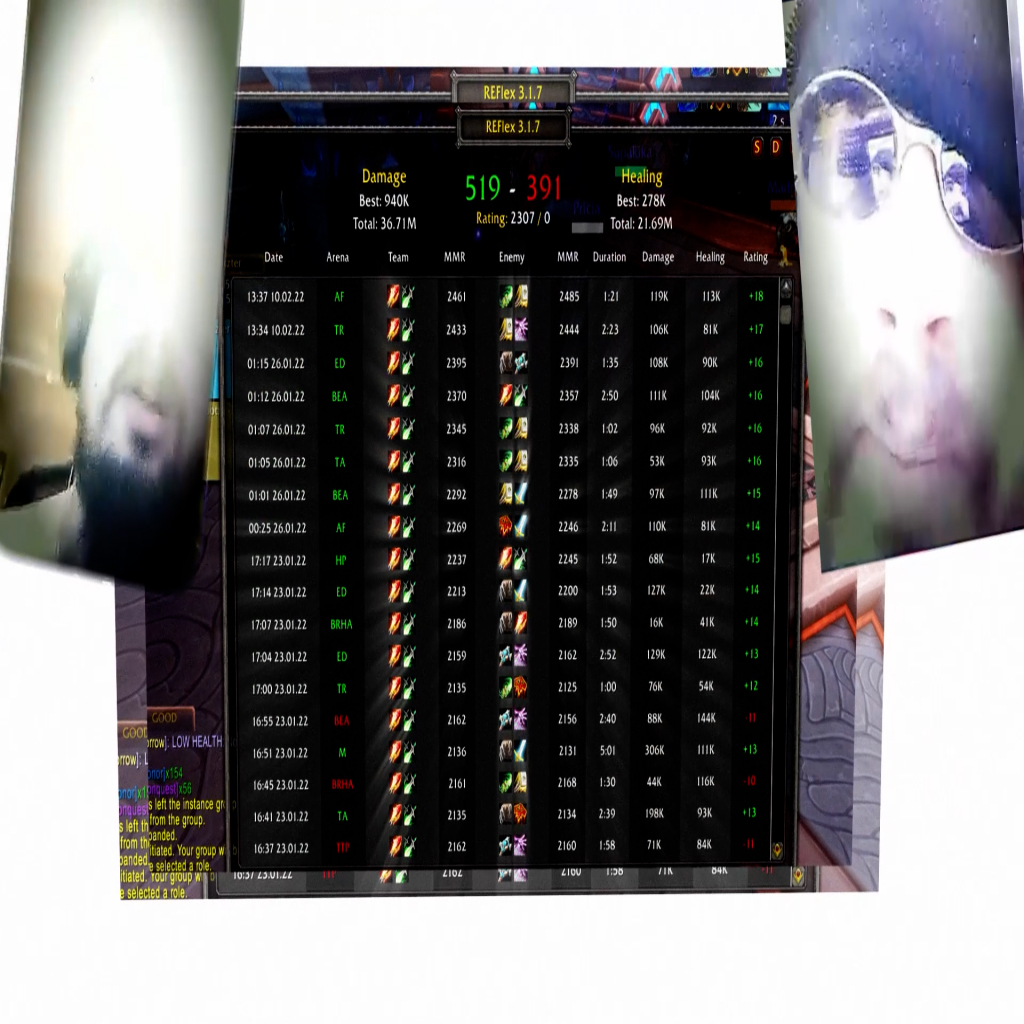 REFlex 3.1.7
REFlex 3.1.7
S D
Damage 519 - 391 Healing
Best: 940K Rating: 2307 / 0 Best: 278K
Total: 36.71M Total: 21.69M
Date Arena Team MMR Enemy MMR Duration Damage Healing Rating
13:37 10.02.22 AF 2461 2485 1:21 119K 113K +18
13:34 10.02.22 TR 2433 2444 2:23 106K 81K +17
01:15 26.01.22 ED 2395 2391 1:35 108K 90K +16
01:12 26.01.22 BEA 2370 2357 2:50 111K 104K +16
01:07 26.01.22 TR 2345 2338 1:02 96K 92K +16
01:05 26.01.22 TA 2316 2335 1:06 53K 93K +16
01:01 26.01.22 BEA 2292 2278 1:49 97K 111K +15
00:25 26.01.22 AF 2269 2246 2:11 110K 81K +14
17:17 23.01.22 HP 2237 2245 1:52 68K 17K +15
17:14 23.01.22 ED 2213 2200 1:53 127K 22K +14
17:07 23.01.22 BRHA 2186 2189 1:50 16K 41K +14
17:04 23.01.22 ED 2159 2162 2:52 129K 122K +13
17:00 23.01.22 TR 2135 2125 1:00 76K 54K +12
16:55 23.01.22 BEA 2162 2156 2:40 88K 144K -11
16:51 23.01.22 M 2136 2131 5:01 306K 111K +13
16:45 23.01.22 BRHA 2161 2168 1:30 44K 116K -10
16:41 23.01.22 TA 2135 2134 2:39 198K 93K +13
16:37 23.01.22 TTP 2162 2160 1:58 71K 84K -11
16:37 23.01.22 TTP 2162 2160 1:58 71K 84K -11
GOOD
GOOD
rrow]: LOW HEALTH
rrow]: L
onor]x154
onquest]x56
s left the instance gr
from the group.
banded.
itiated. Your group w
e selected a role.
s left th
from th
banded
itiated. Your group will b
e selected a role.